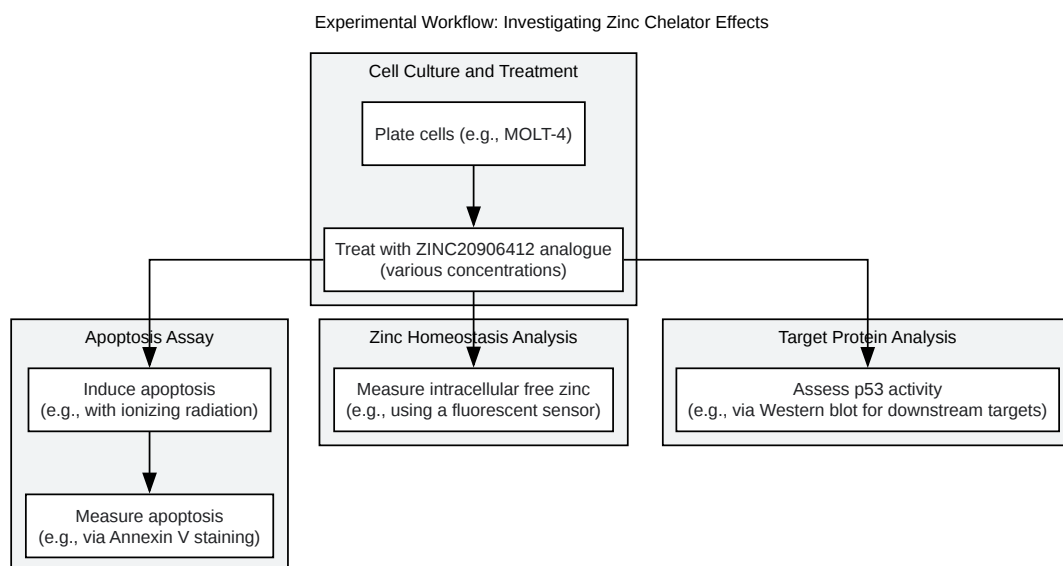 Experimental Workflow: Investigating Zinc Chelator Effects
Cell Culture and Treatment
Plate cells (e.g., MOLT-4)
Treat with ZINC20906412 analogue
(various concentrations)
Apoptosis Assay
Induce apoptosis
(e.g., with ionizing radiation)
Measure apoptosis
(e.g., via Annexin V staining)
Zinc Homeostasis Analysis
Measure intracellular free zinc
(e.g., using a fluorescent sensor)
Target Protein Analysis
Assess p53 activity
(e.g., via Western blot for downstream targets)